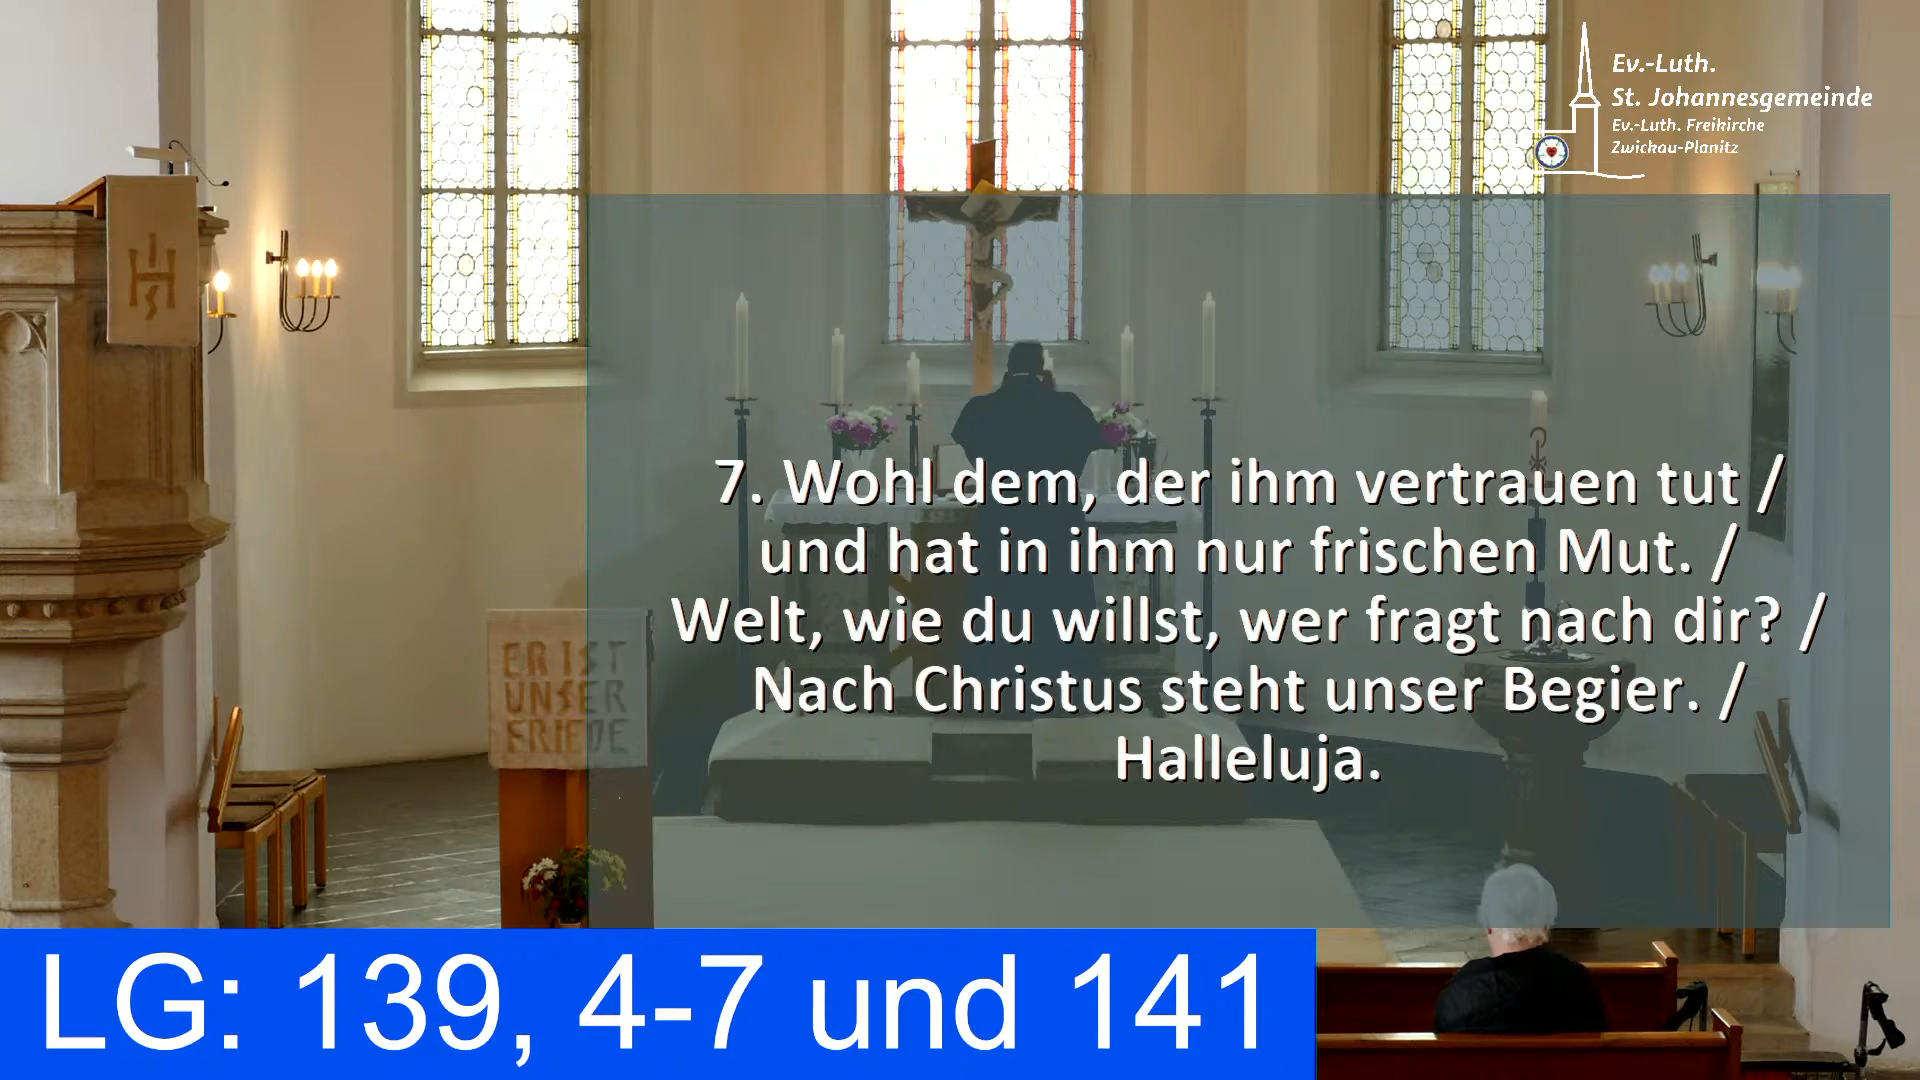 Ev.-Luth.
St. Johannesgemeinde
Ev.-Luth. Freikirche
Zwickau-Planitz
7. Wohl dem, der ihm vertrauen tut /
und hat in ihm nur frischen Mut. /
Welt, wie du willst, wer fragt nach dir? /
Nach Christus steht unser Begier. /
Halleluja.
ER IST
UNSER
FRIEDE
LG: 139, 4-7 und 141